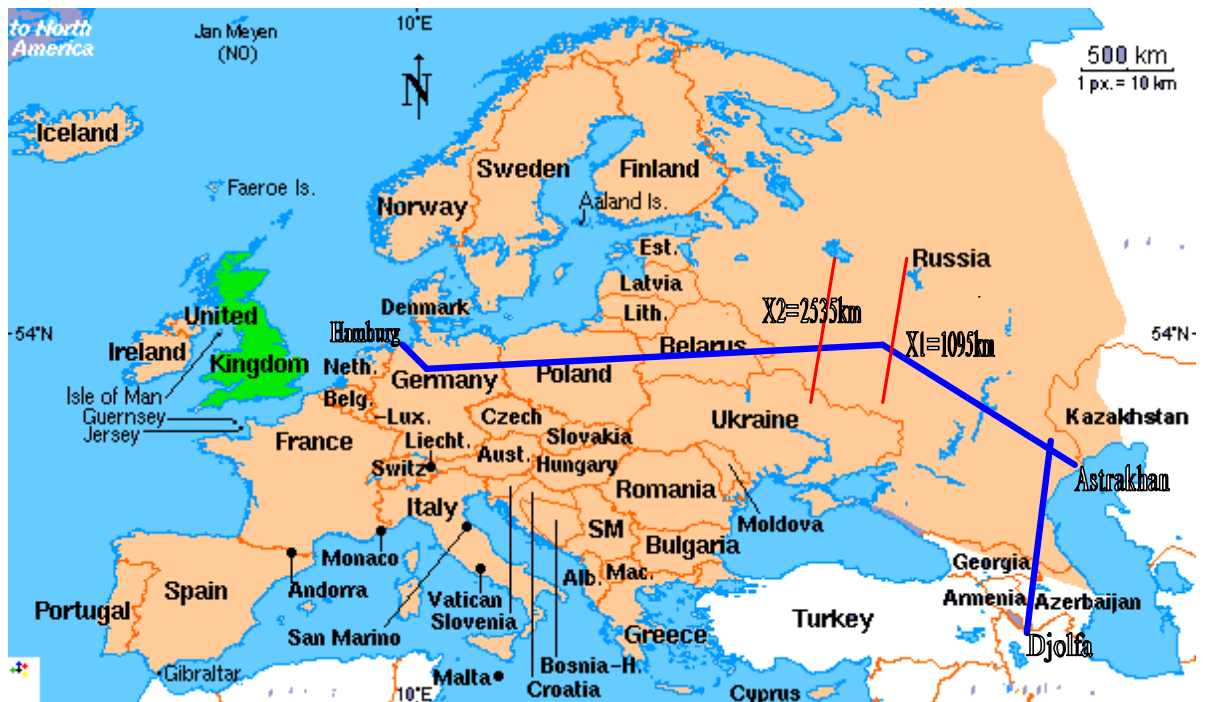 to North
America
Jan Meyen
(NO)
10°E
N
500 km
1 px. = 10 km
Iceland
Sweden
Finland
Faeroe Is.
Norway
Aaland Is.
Est.
Russia
Latvia
Denmark
Lith.
X2=2535km
United
Kingdom
54°N
Hamburg
54°N
Ireland
Belarus
X1=1095km
Neth.
Germany
Poland
Isle of Man
Belg.
Guernsey
Jersey
Lux.
Czech
Ukraine
Kazakhstan
France
Liecht.
Slovakia
Switz
Aust.
Hungary
Astrakhan
Romania
Italy
Moldova
SM
Monaco
Bulgaria
Georgia
Andorra
Alb.
Mac.
Spain
Vatican
Armenia
Azerbaijan
Portugal
Slovenia
Turkey
San Marino
Greece
Djolfa
Bosnia-H.
Gibraltar
Malta
Croatia
10°E
Cyprus